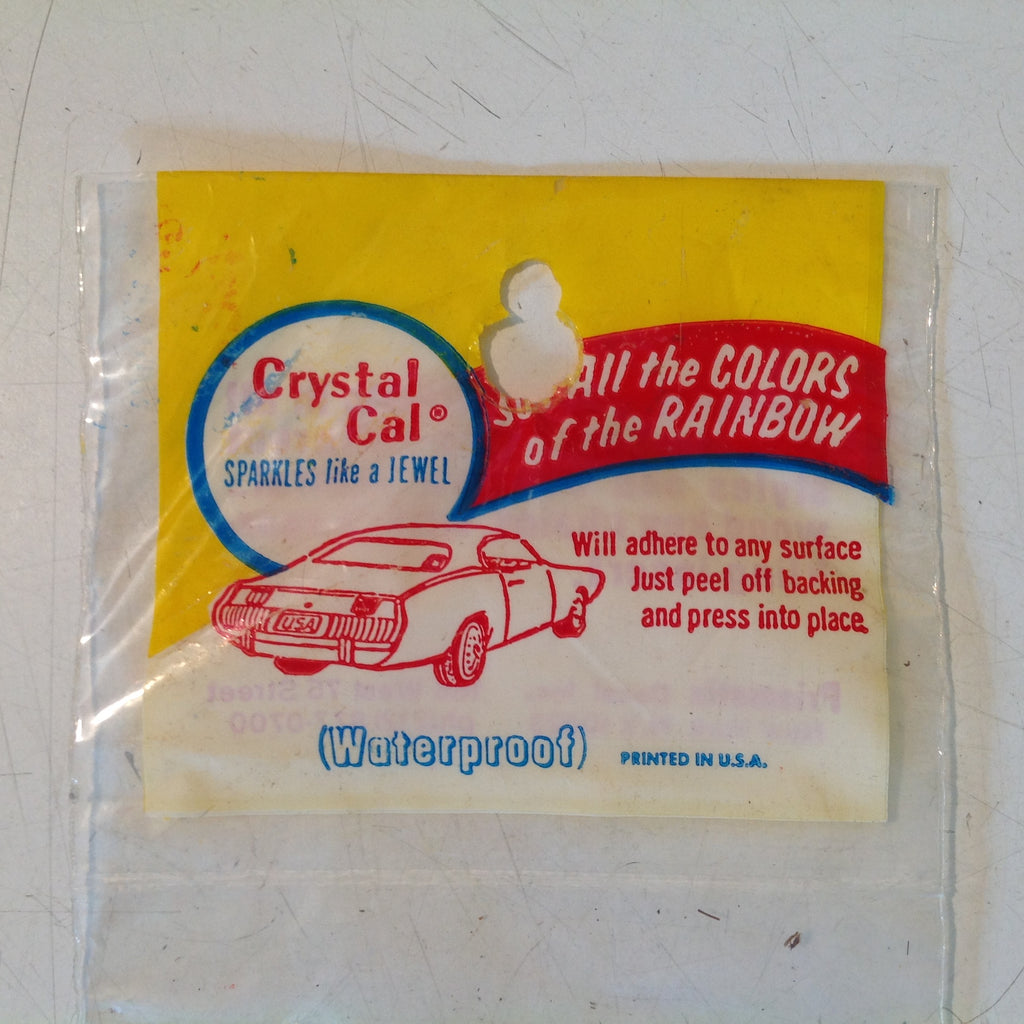 Crystal
Cal®
SPARKLES like a JEWEL
All the COLORS
of the RAINBOW
Will adhere to any surface
Just peel off backing
and press into place.
USA
(Waterproof)
PRINTED IN U.S.A.